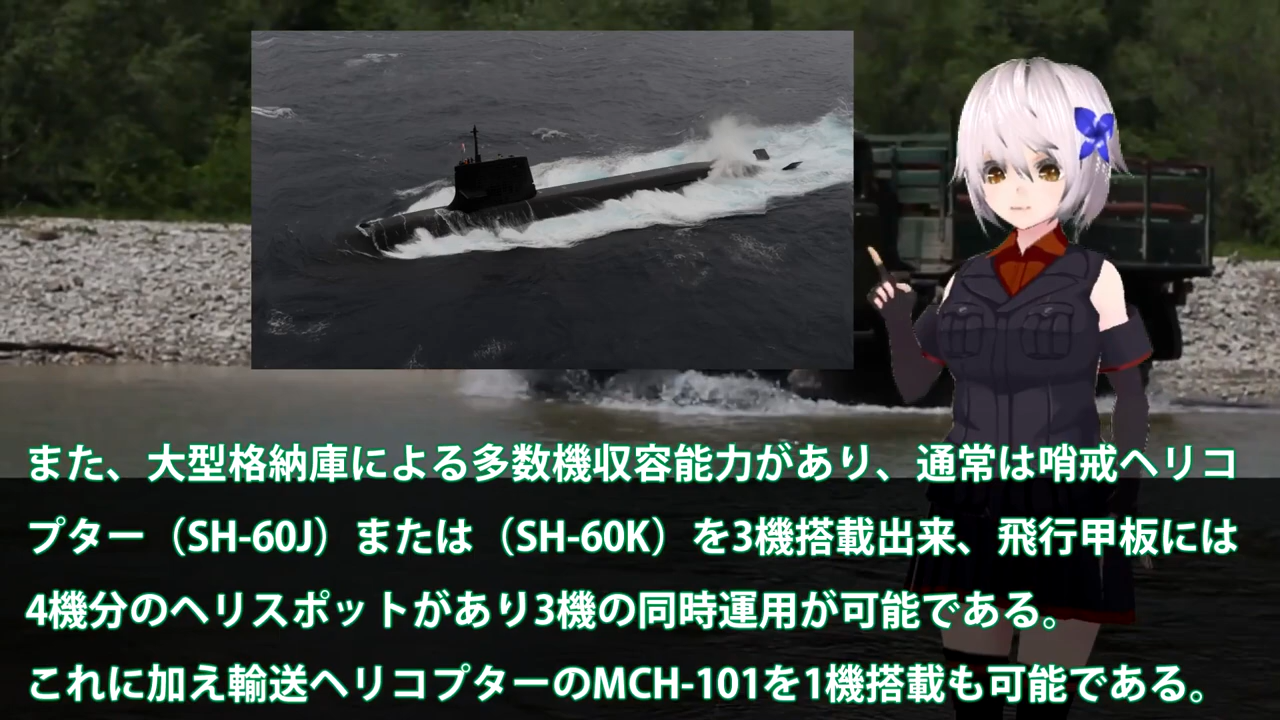 また、大型格納庫による多数機収容能力があり、通常は哨戒ヘリコ
プター（SH-60J）または（SH-60K）を3機搭載出来、飛行甲板には
4機分のヘリスポットがあり3機の同時運用が可能である。
これに加え輸送ヘリコプターのMCH-101を1機搭載も可能である。